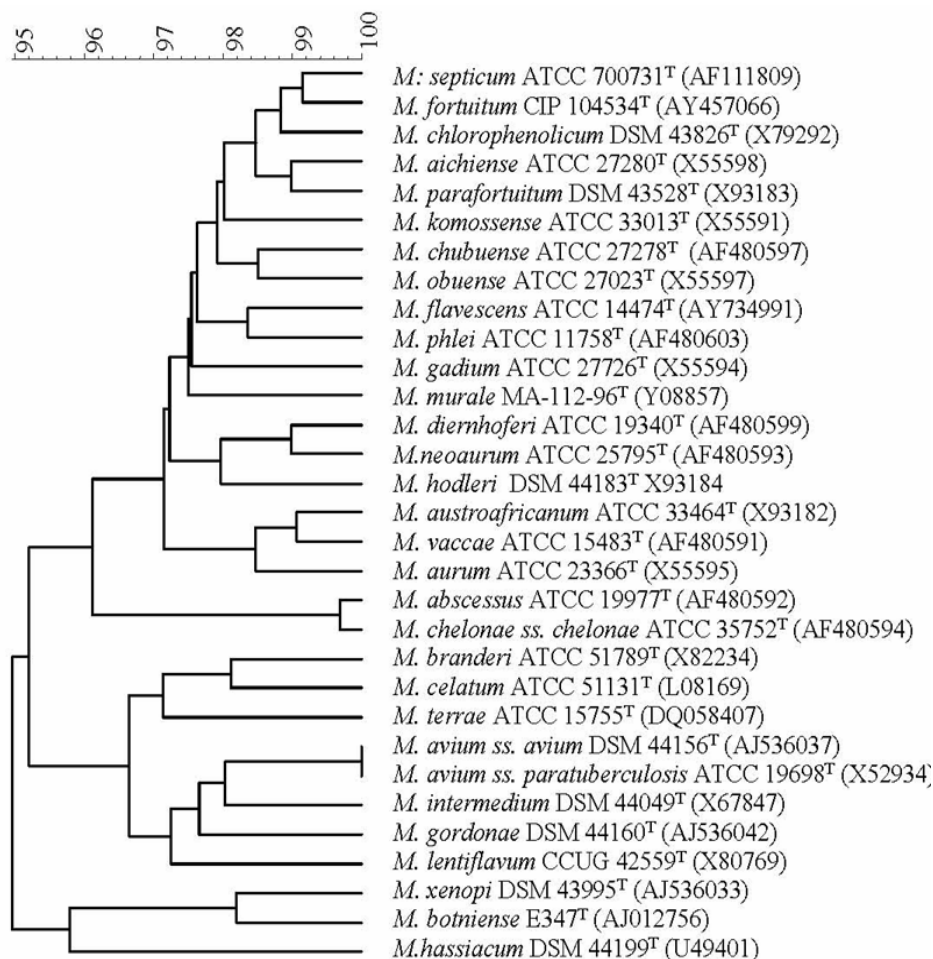 95 96 97 98 99 100
M: septicum ATCC 700731ᵀ (AF111809)
M. fortuitum CIP 104534ᵀ (AY457066)
M. chlorophenolicum DSM 43826ᵀ (X79292)
M. aichiense ATCC 27280ᵀ (X55598)
M. parafortuitum DSM 43528ᵀ (X93183)
M. komossense ATCC 33013ᵀ (X55591)
M. chubuense ATCC 27278ᵀ (AF480597)
M. obuense ATCC 27023ᵀ (X55597)
M. flavescens ATCC 14474ᵀ (AY734991)
M. phlei ATCC 11758ᵀ (AF480603)
M. gadium ATCC 27726ᵀ (X55594)
M. murale MA-112-96ᵀ (Y08857)
M. diernhoferi ATCC 19340ᵀ (AF480599)
M.neoaurum ATCC 25795ᵀ (AF480593)
M. hodleri DSM 44183ᵀ X93184
M. austroafricanum ATCC 33464ᵀ (X93182)
M. vaccae ATCC 15483ᵀ (AF480591)
M. aurum ATCC 23366ᵀ (X55595)
M. abscessus ATCC 19977ᵀ (AF480592)
M. chelonae ss. chelonae ATCC 35752ᵀ (AF480594)
M. branderi ATCC 51789ᵀ (X82234)
M. celatum ATCC 51131ᵀ (L08169)
M. terrae ATCC 15755ᵀ (DQ058407)
M. avium ss. avium DSM 44156ᵀ (AJ536037)
M. avium ss. paratuberculosis ATCC 19698ᵀ (X52934)
M. intermedium DSM 44049ᵀ (X67847)
M. gordonae DSM 44160ᵀ (AJ536042)
M. lentiflavum CCUG 42559ᵀ (X80769)
M. xenopi DSM 43995ᵀ (AJ536033)
M. botniense E347ᵀ (AJ012756)
M.hassiacum DSM 44199ᵀ (U49401)